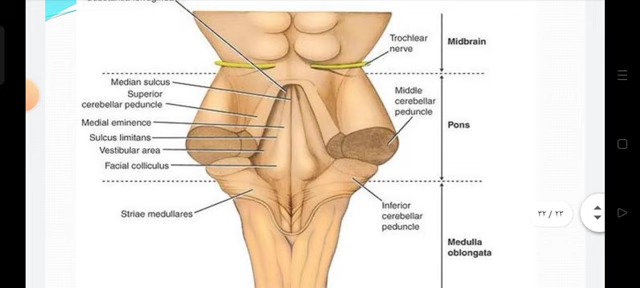 Trochlear
nerve
Midbrain
Median sulcus
Superior
cerebellar peduncle
Medial eminence
Sulcus limitans
Vestibular area
Facial colliculus
Middle
cerebellar
peduncle
Pons
Striae medullares
Inferior
cerebellar
peduncle
Medulla
oblongata
٢٢ / ٢٣